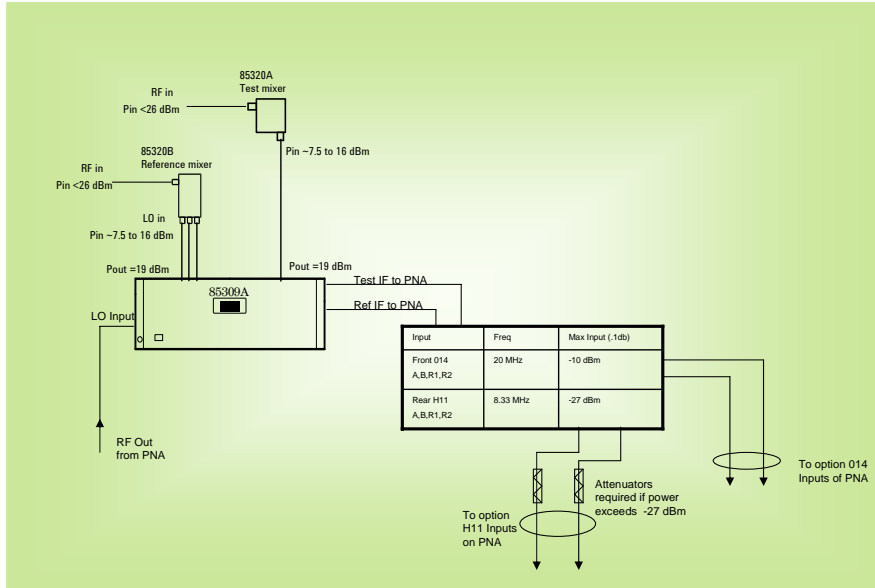 85320A
Test mixer
RF in
Pin <26 dBm
Pin ~7.5 to 16 dBm
85320B
Reference mixer
RF in
Pin <26 dBm
LO in
Pin ~7.5 to 16 dBm
Pout =19 dBm
Pout =19 dBm
85309A
LO Input
Test IF to PNA
Ref IF to PNA
Input Freq Max Input (.1db)
Front 014 20 MHz -10 dBm
A,B,R1,R2
Rear H11 8.33 MHz -27 dBm
A,B,R1,R2
RF Out
from PNA
To option 014
Inputs of PNA
Attenuators
required if power
exceeds -27 dBm
To option
H11 Inputs
on PNA